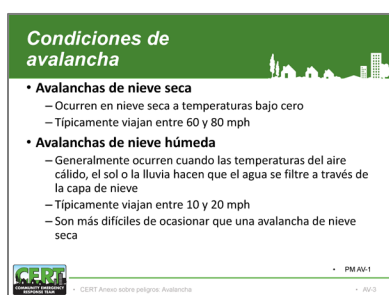 Condiciones de
avalancha
• Avalanchas de nieve seca
– Ocurren en nieve seca a temperaturas bajo cero
– Típicamente viajan entre 60 y 80 mph
• Avalanchas de nieve húmeda
– Generalmente ocurren cuando las temperaturas del aire
cálido, el sol o la lluvia hacen que el agua se filtre a través de
la capa de nieve
– Típicamente viajan entre 10 y 20 mph
– Son más difíciles de ocasionar que una avalancha de nieve
seca
• PM AV-1
CERT
COMMUNITY EMERGENCY
RESPONSE TEAM
• CERT Anexo sobre peligros: Avalancha
• AV-3